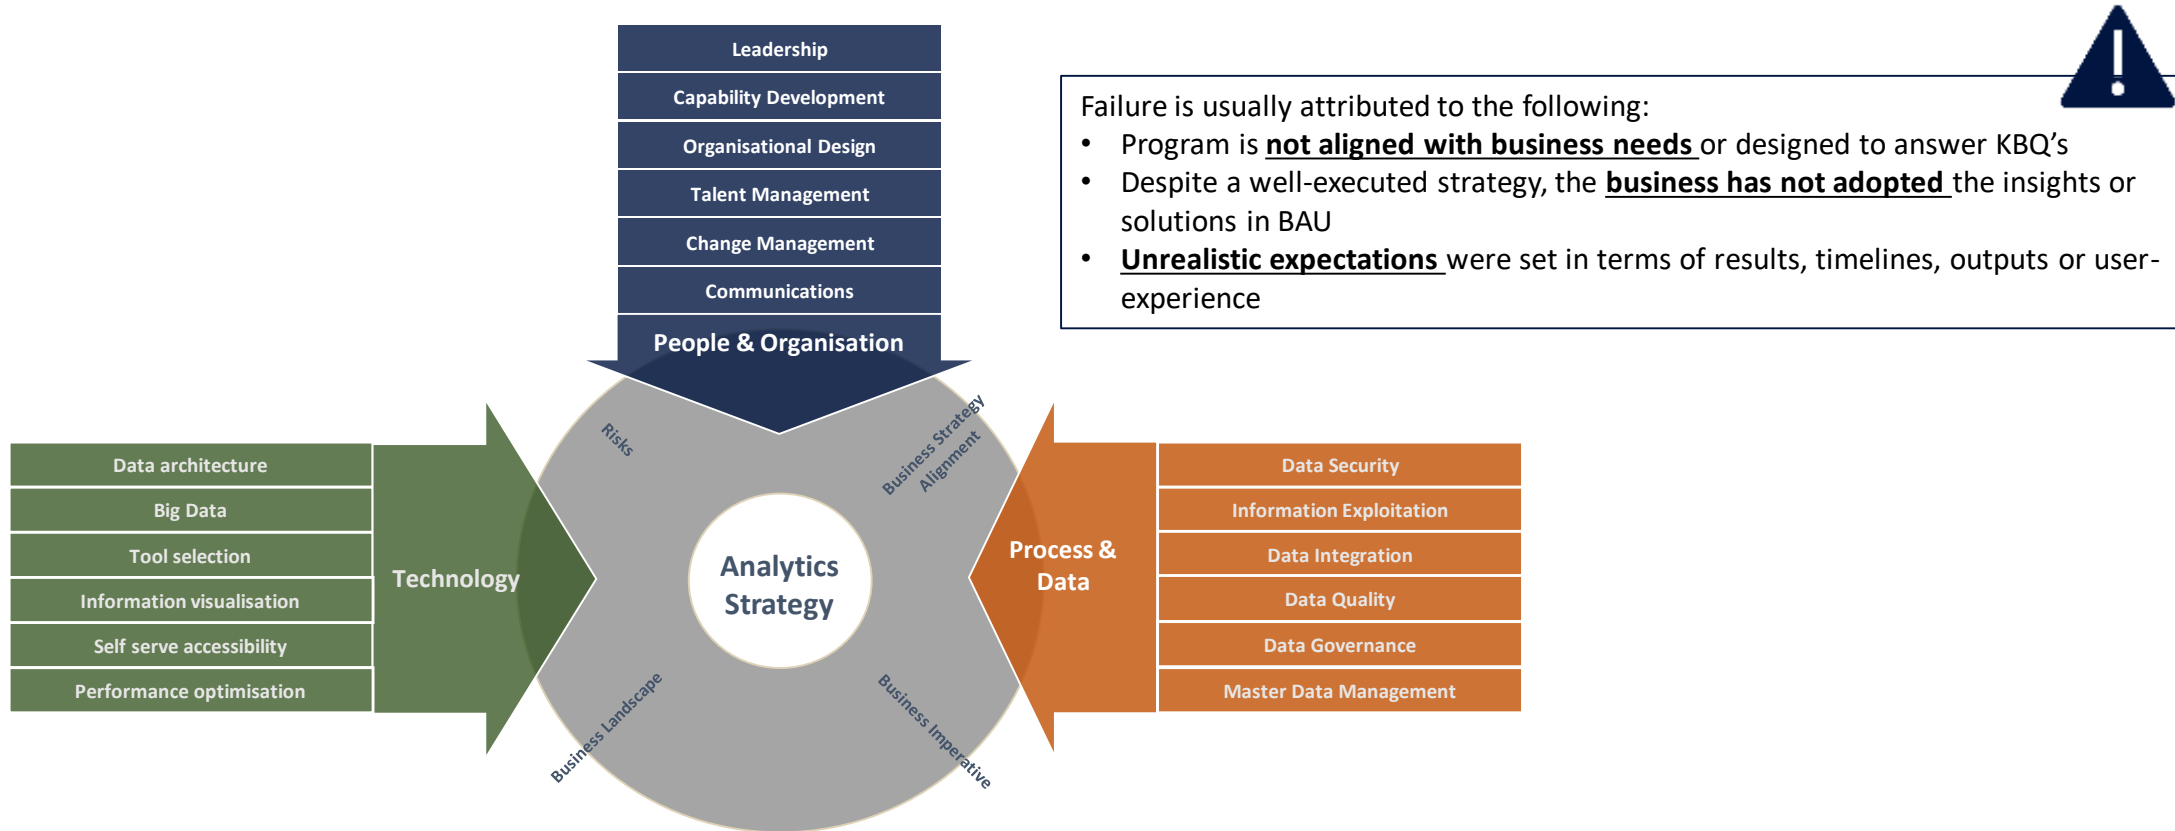 Leadership
Capability Development
Organisational Design
Talent Management
Change Management
Communications
People & Organisation
Failure is usually attributed to the following:
• Program is not aligned with business needs or designed to answer KBQ's
• Despite a well-executed strategy, the business has not adopted the insights or
solutions in BAU
• Unrealistic expectations were set in terms of results, timelines, outputs or user-
experience
Data architecture
Big Data
Tool selection
Information visualisation
Self serve accessibility
Performance optimisation
Technology
Risks
Business Strategy
Alignment
Analytics
Strategy
Business Landscape
Business Imperative
Process &
Data
Data Security
Information Exploitation
Data Integration
Data Quality
Data Governance
Master Data Management